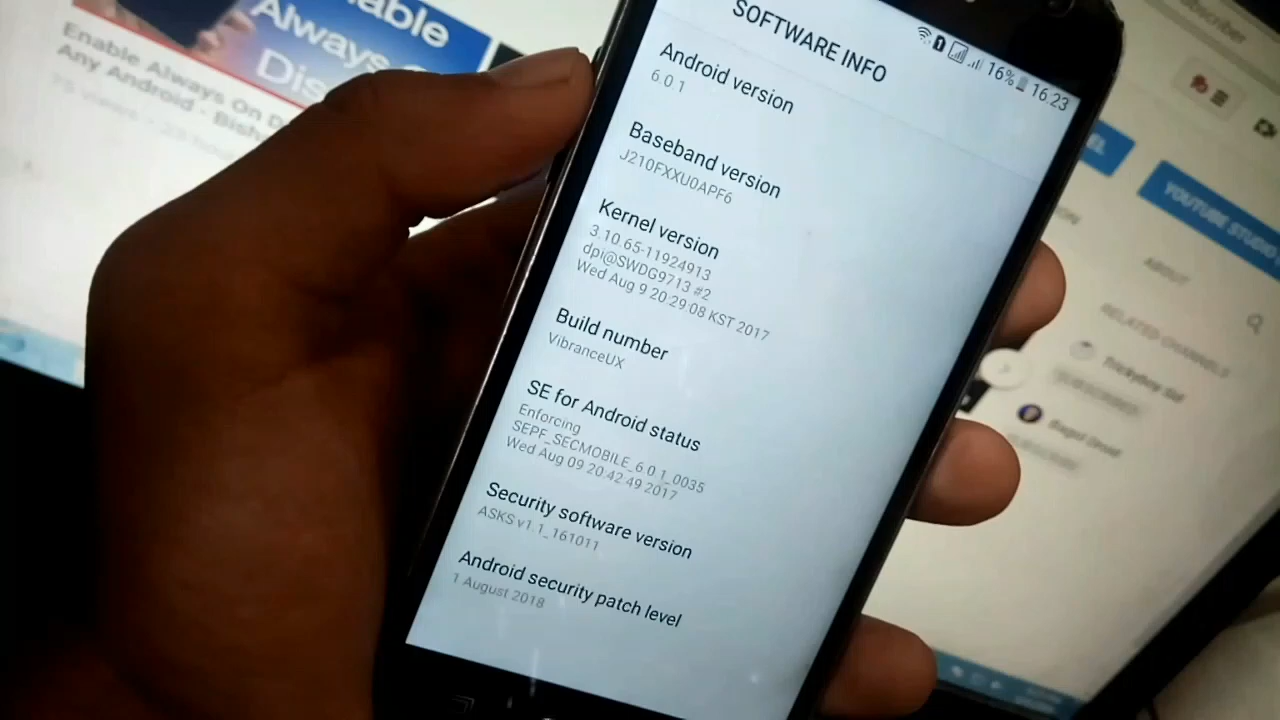 SOFTWARE INFO
16% 16.23
Android version
6.0.1
Baseband version
J210FXXU0APF6
Kernel version
3.10.65-11924913
dpi@SWDG9713 #2
Wed Aug 9 20:29:08 KST 2017
Build number
VibranceUX
SE for Android status
Enforcing
SEPF_SECMOBILE_6.0.1_0035
Wed Aug 09 20:42:49 2017
Security software version
ASKS v1.1_161011
Android security patch level
1 August 2018
Always
Enable Always On
Any Android -
YOUTUBE STUDIO
ABOUT
RELATED CHANNELS